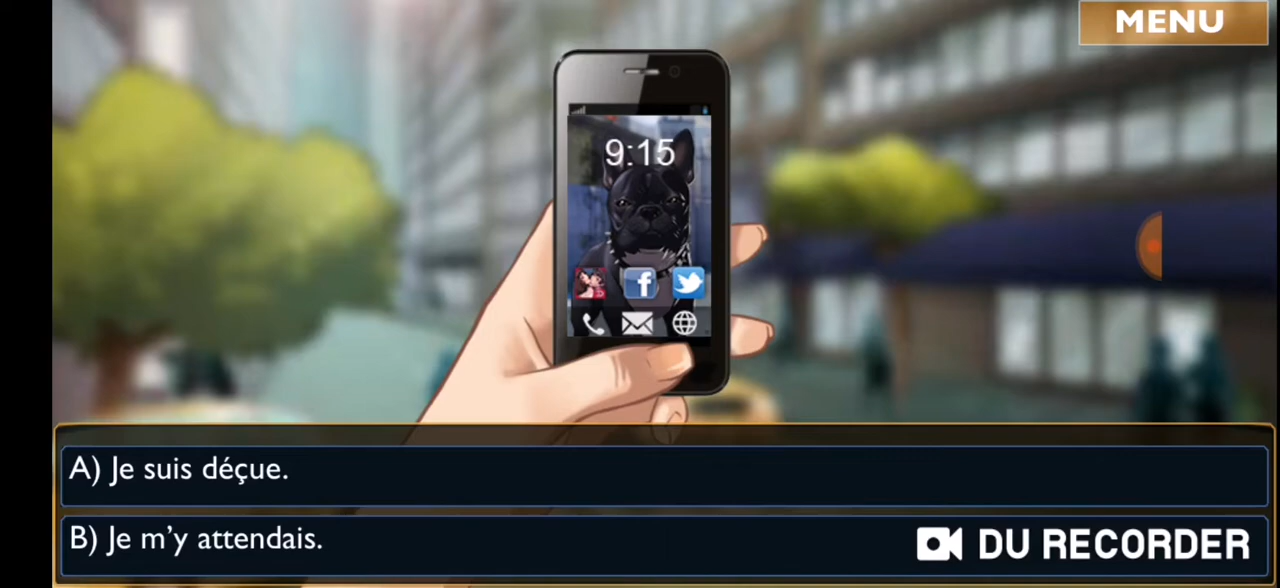 MENU
9:15
f
A) Je suis déçue.
B) Je m'y attendais.
DU RECORDER